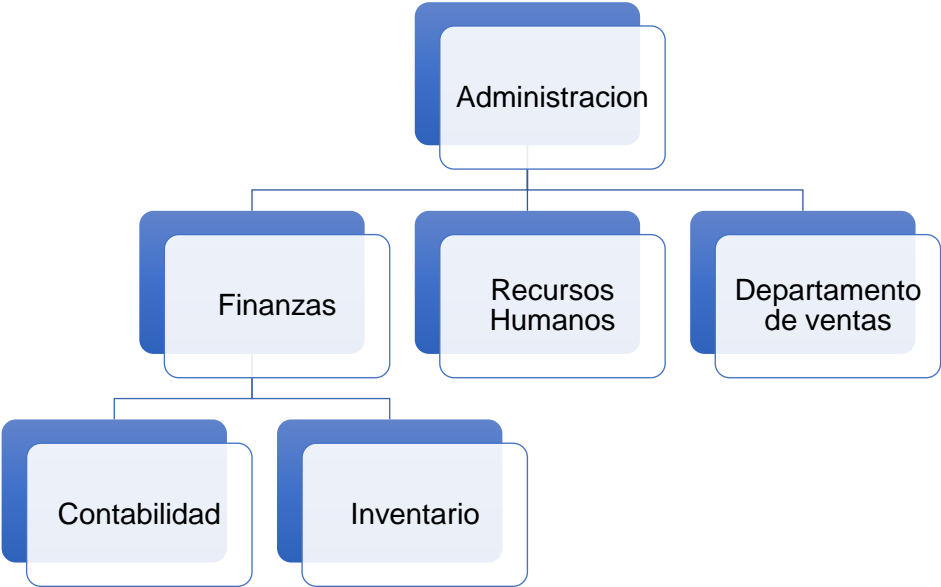 Administracion
Finanzas
Recursos
Humanos
Departamento
de ventas
Contabilidad
Inventario